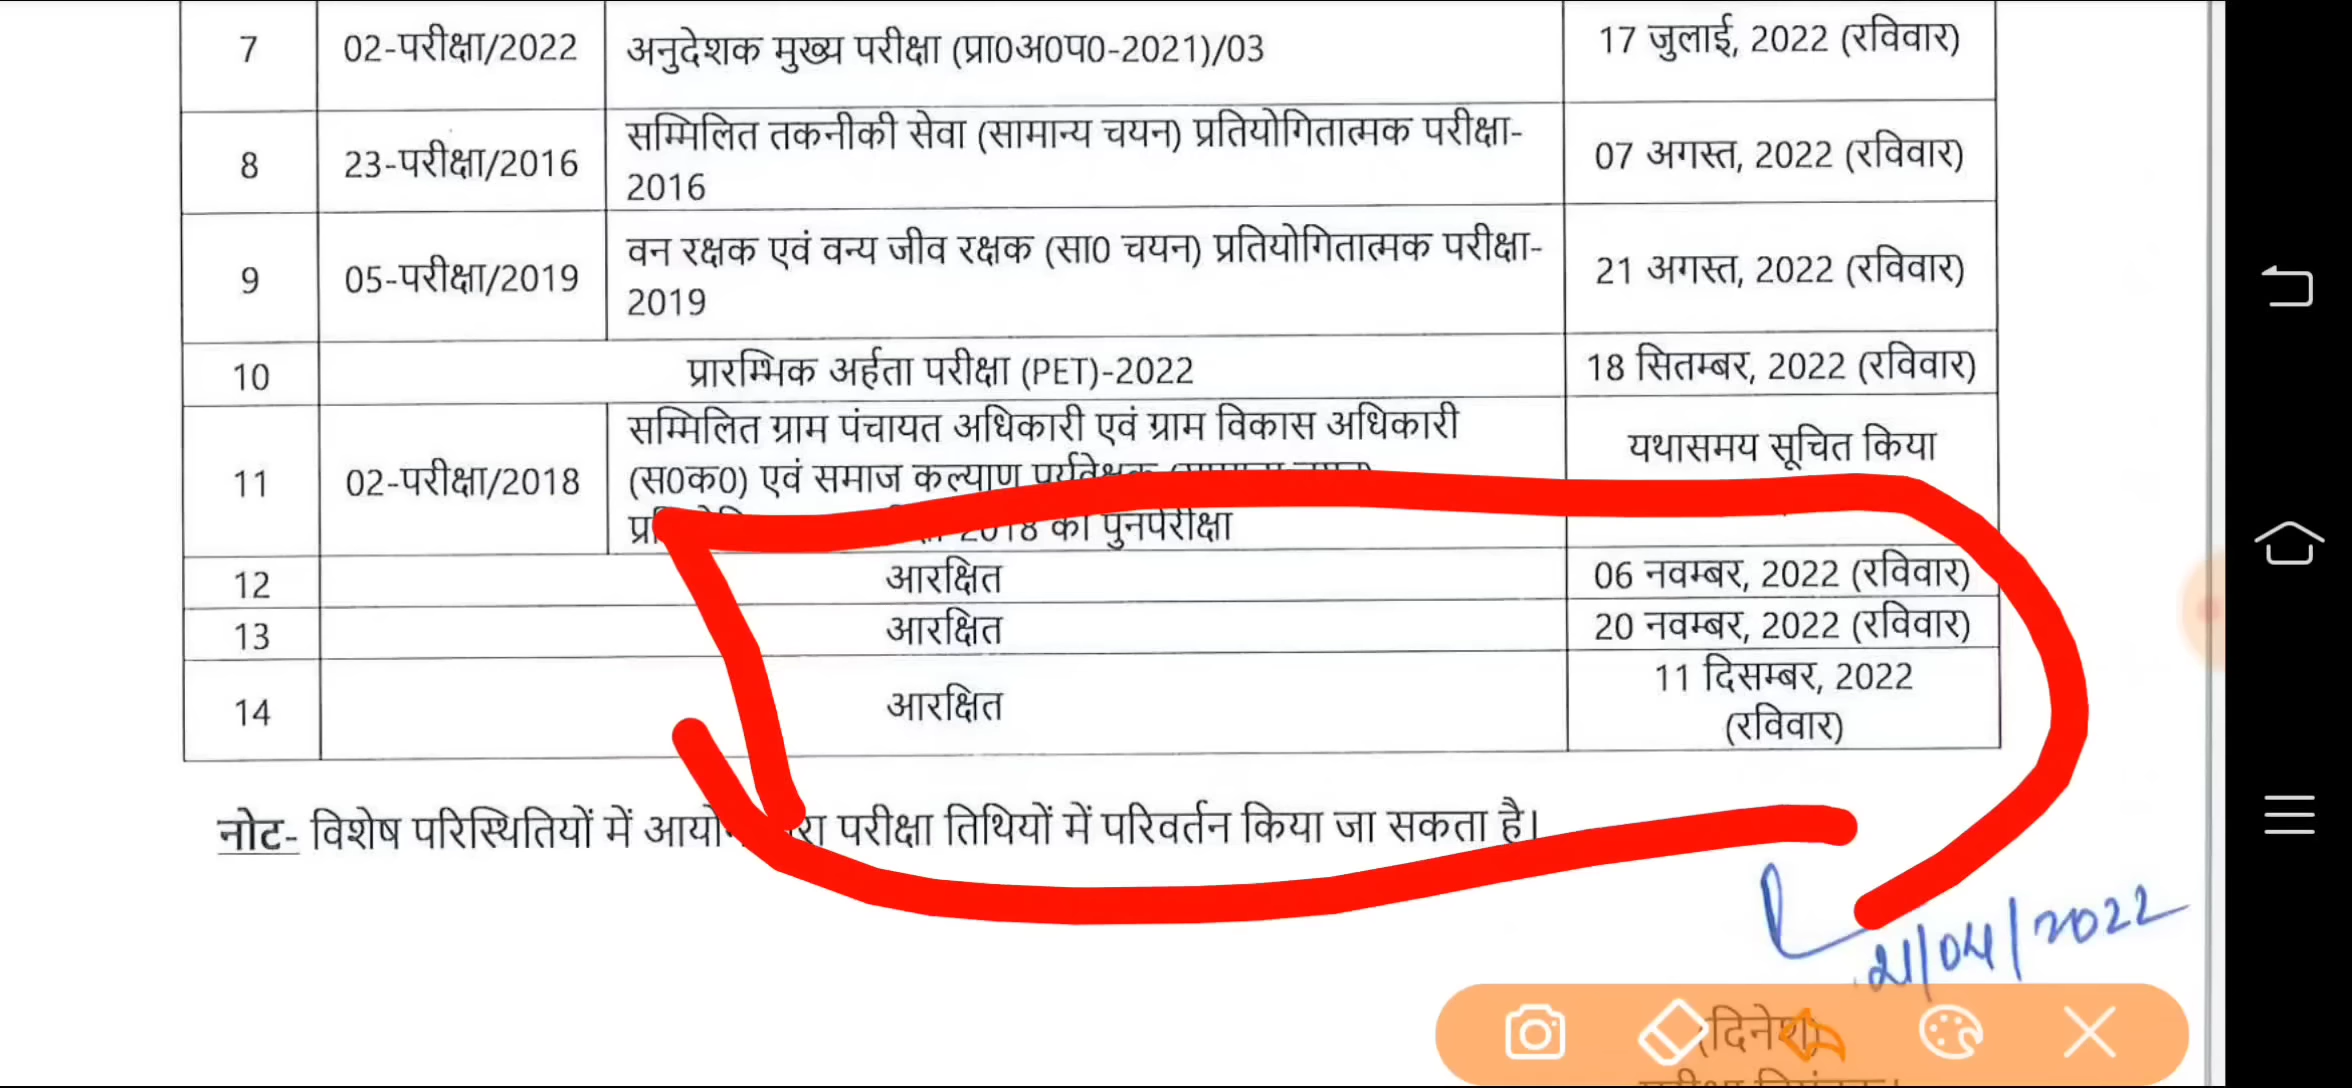 7 02-परीक्षा/2022 अनुदेशक मुख्य परीक्षा (प्रा0अ0प0-2021)/03 17 जुलाई, 2022 (रविवार)
8 23-परीक्षा/2016 सम्मिलित तकनीकी सेवा (सामान्य चयन) प्रतियोगितात्मक परीक्षा-
2016 07 अगस्त, 2022 (रविवार)
9 05-परीक्षा/2019 वन रक्षक एवं वन्य जीव रक्षक (सा0 चयन) प्रतियोगितात्मक परीक्षा-
2019 21 अगस्त, 2022 (रविवार)
10 प्रारम्भिक अर्हता परीक्षा (PET)-2022 18 सितम्बर, 2022 (रविवार)
11 02-परीक्षा/2018 सम्मिलित ग्राम पंचायत अधिकारी एवं ग्राम विकास अधिकारी
(स0क0) एवं समाज कल्याण पर्यवेक्षक
2018 की पुनर्परीक्षा
यथासमय सूचित किया
12 आरक्षित 06 नवम्बर, 2022 (रविवार)
13 आरक्षित 20 नवम्बर, 2022 (रविवार)
14 आरक्षित 11 दिसम्बर, 2022
(रविवार)
नोट- विशेष परिस्थितियों में परीक्षा तिथियों में परिवर्तन किया जा सकता है।
21/04/2022